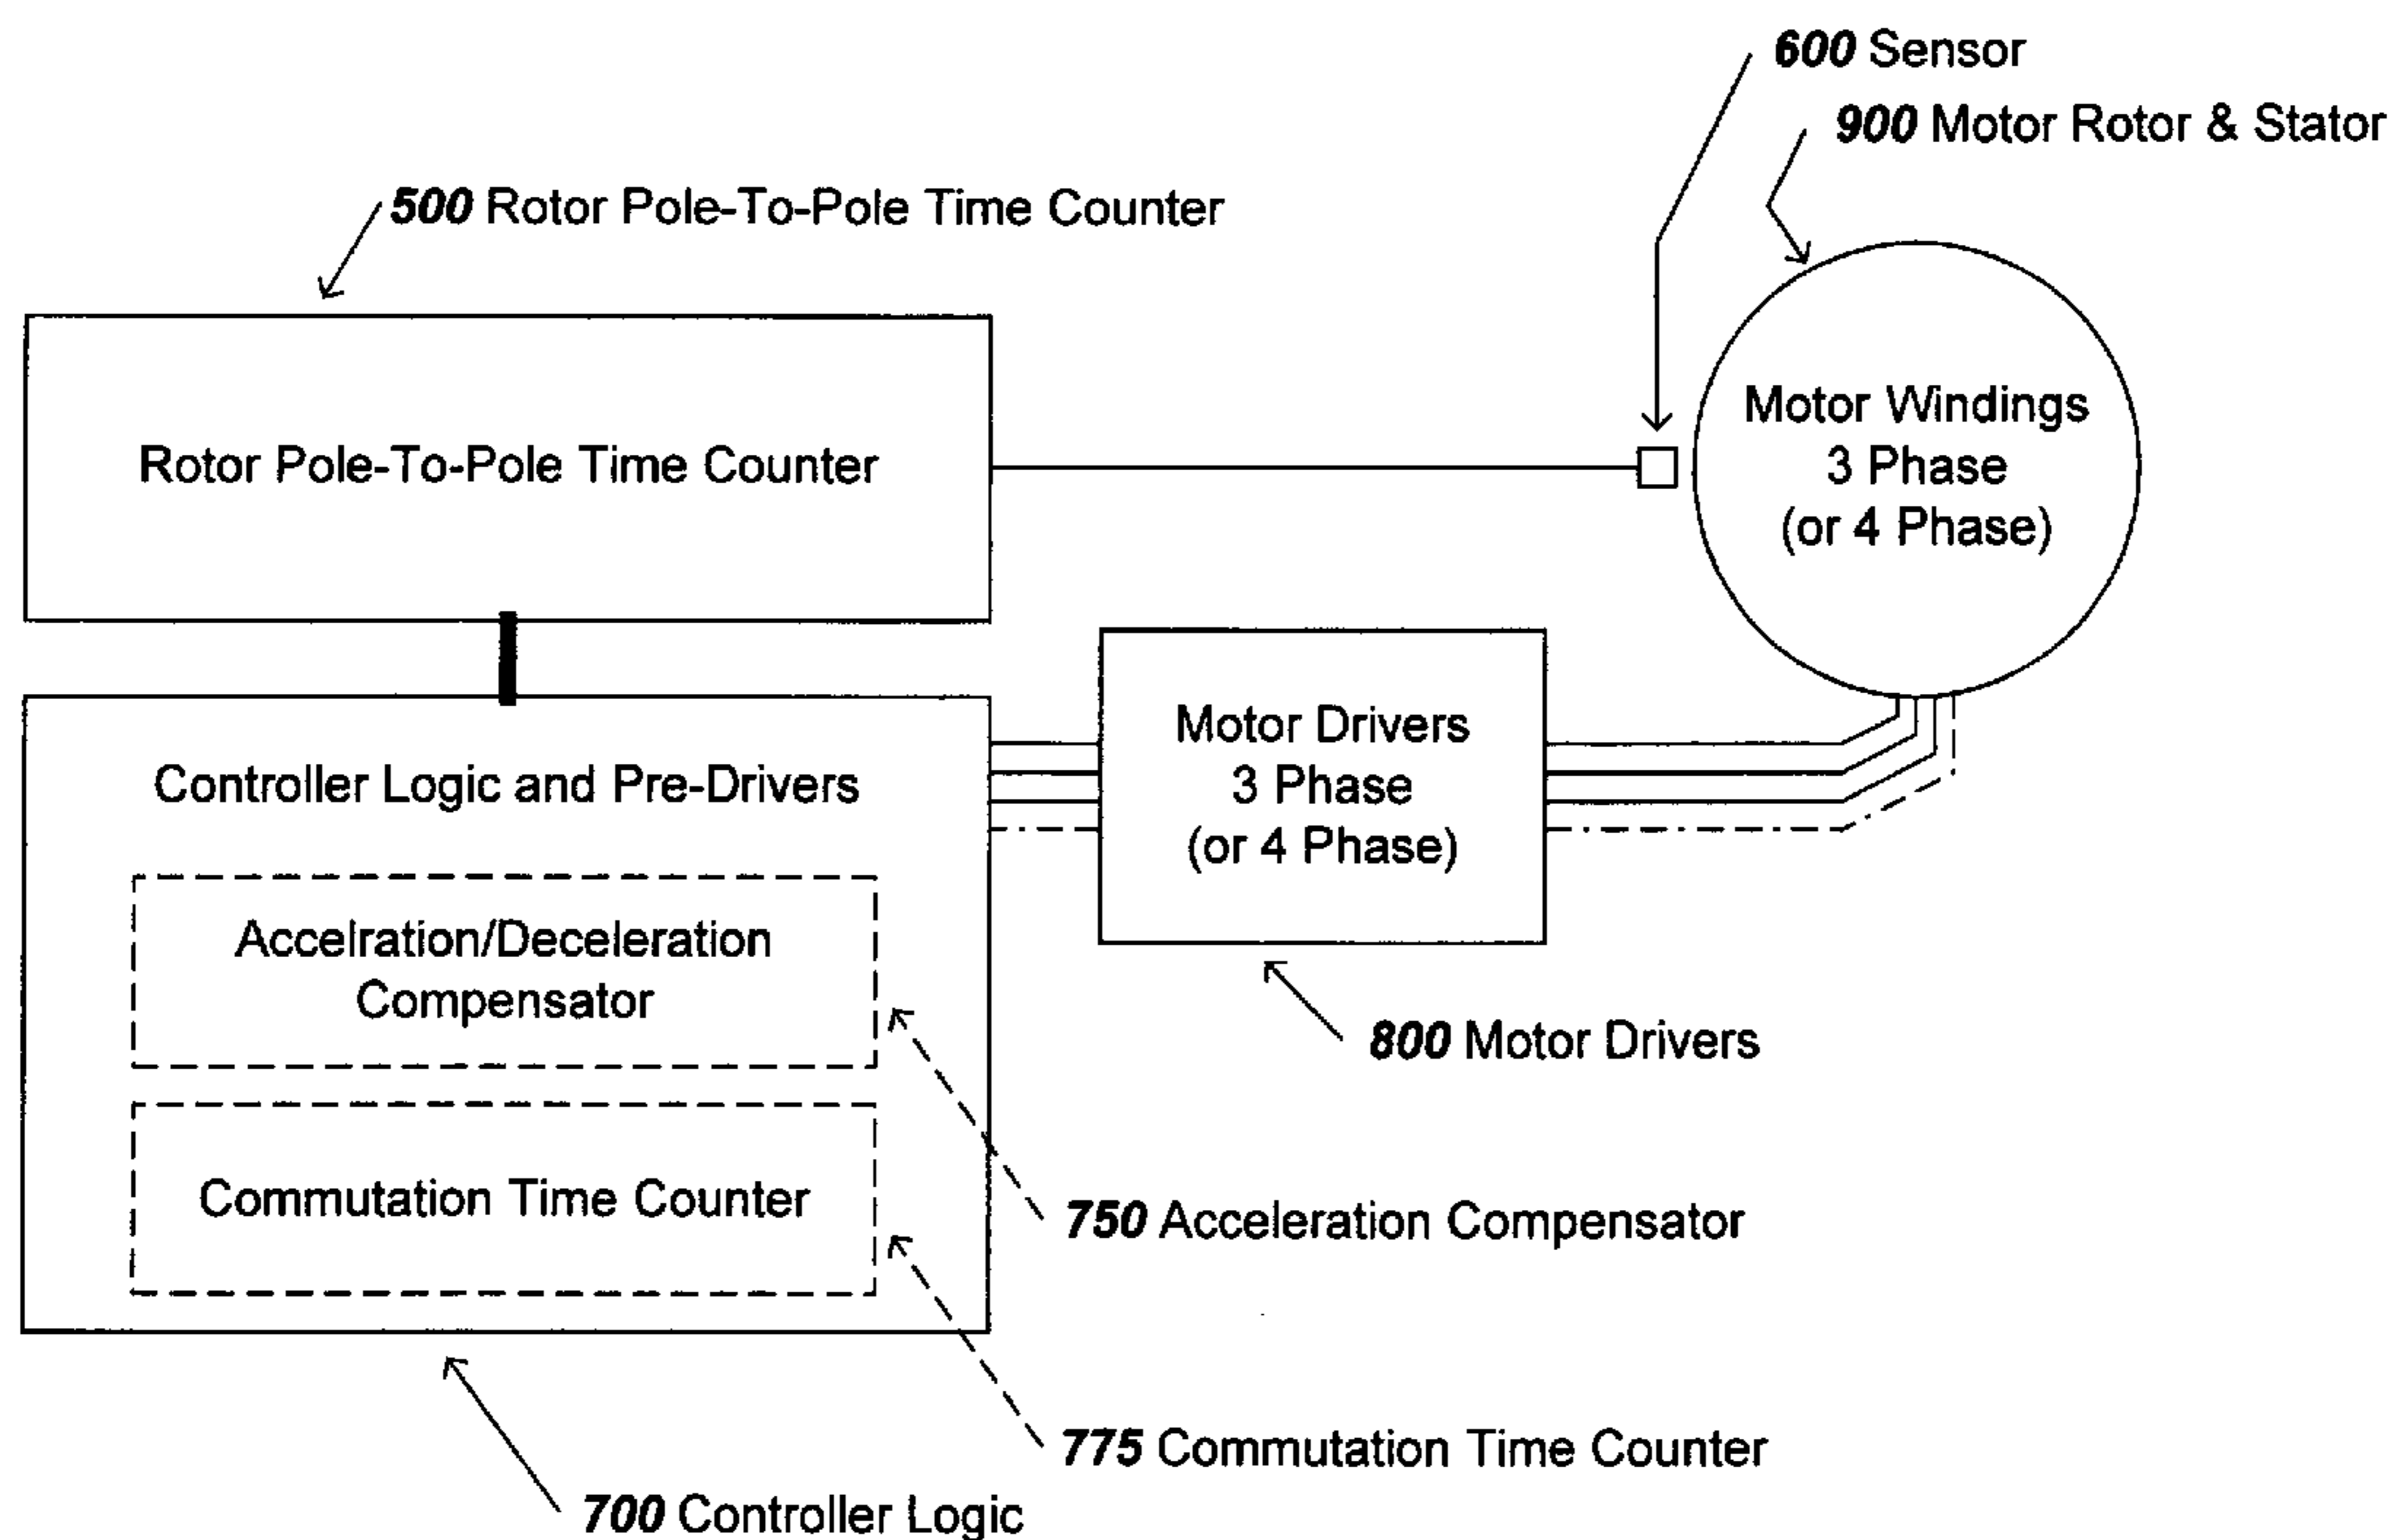 600 Sensor
900 Motor Rotor & Stator
500 Rotor Pole-To-Pole Time Counter
Rotor Pole-To-Pole Time Counter
Motor Windings
3 Phase
(or 4 Phase)
Controller Logic and Pre-Drivers
Motor Drivers
3 Phase
(or 4 Phase)
Accelration/Deceleration
Compensator
800 Motor Drivers
Commutation Time Counter
750 Acceleration Compensator
775 Commutation Time Counter
700 Controller Logic